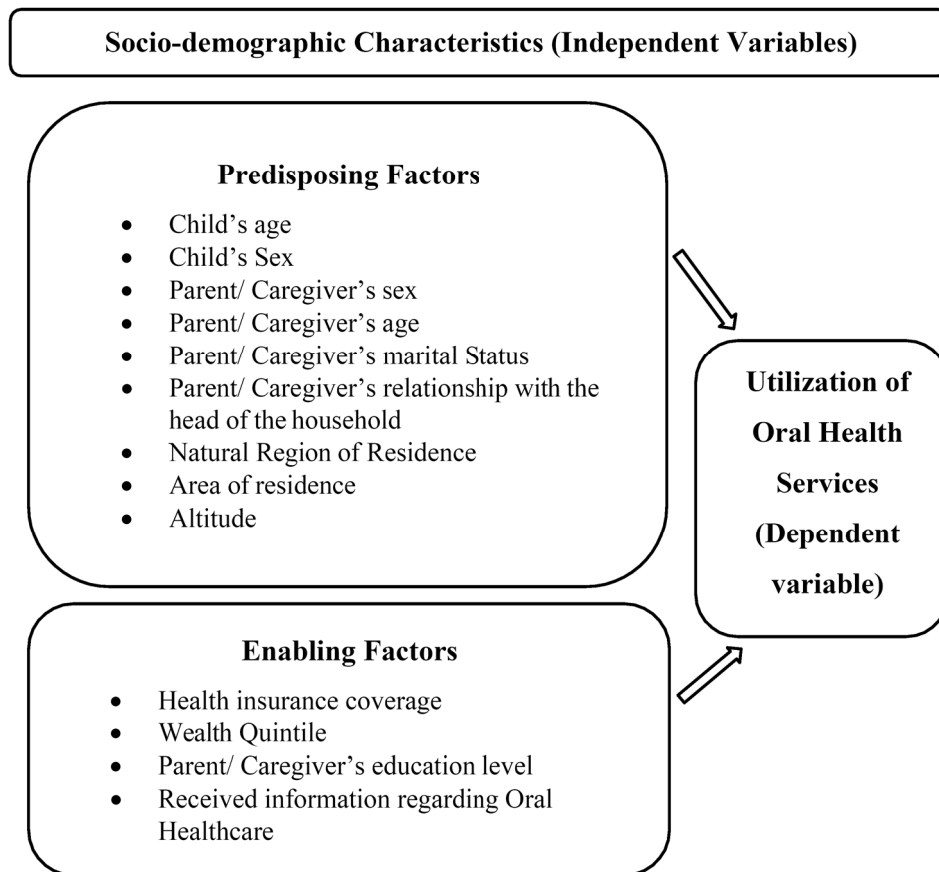 Socio-demographic Characteristics (Independent Variables)
Predisposing Factors
• Child’s age
• Child’s Sex
• Parent/ Caregiver’s sex
• Parent/ Caregiver’s age
• Parent/ Caregiver’s marital Status
• Parent/ Caregiver’s relationship with the
head of the household
• Natural Region of Residence
• Area of residence
• Altitude
Utilization of
Oral Health
Services
(Dependent
variable)
Enabling Factors
• Health insurance coverage
• Wealth Quintile
• Parent/ Caregiver’s education level
• Received information regarding Oral
Healthcare